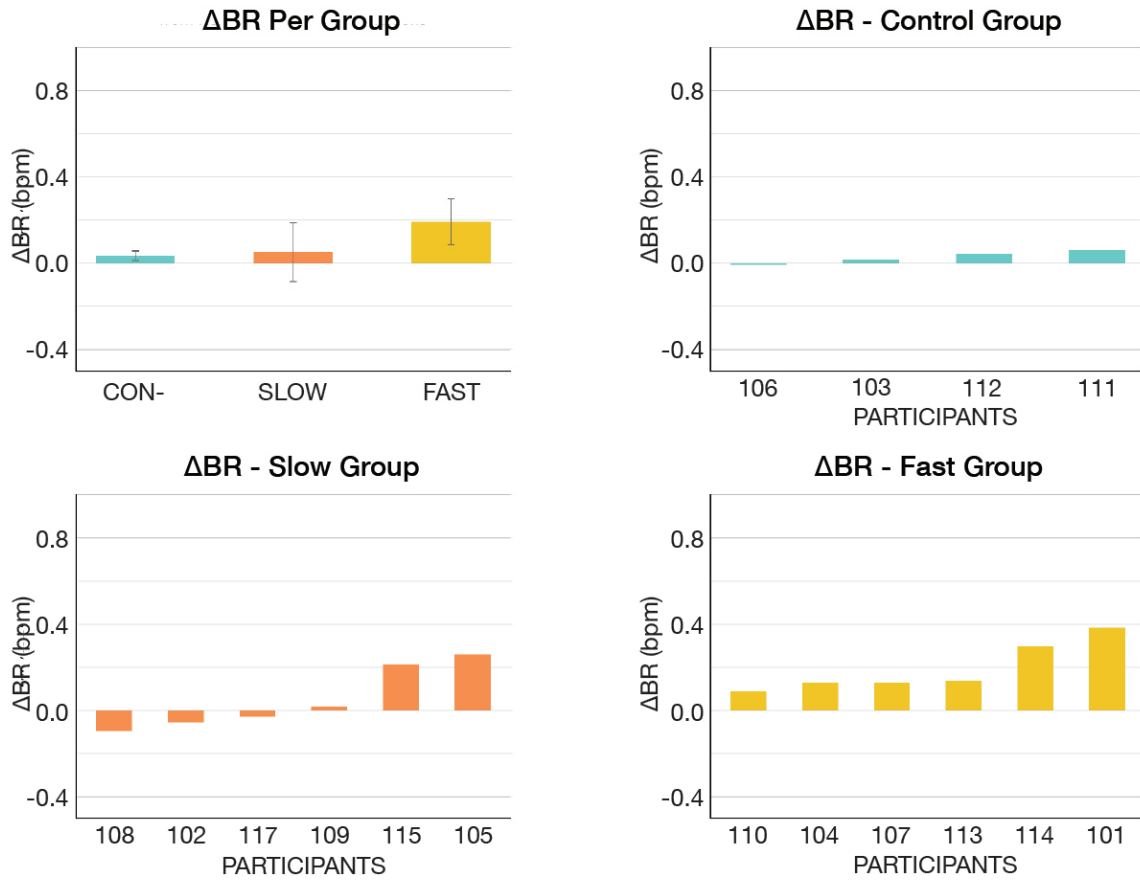 ΔBR Per Group
ΔBR (bpm)
0.8
0.4
0.0
-0.4
CON- SLOW FAST
ΔBR - Control Group
ΔBR (bpm)
0.8
0.4
0.0
-0.4
106 103 112 111
PARTICIPANTS
ΔBR - Slow Group
ΔBR (bpm)
0.8
0.4
0.0
-0.4
108 102 117 109 115 105
PARTICIPANTS
ΔBR - Fast Group
ΔBR (bpm)
0.8
0.4
0.0
-0.4
110 104 107 113 114 101
PARTICIPANTS